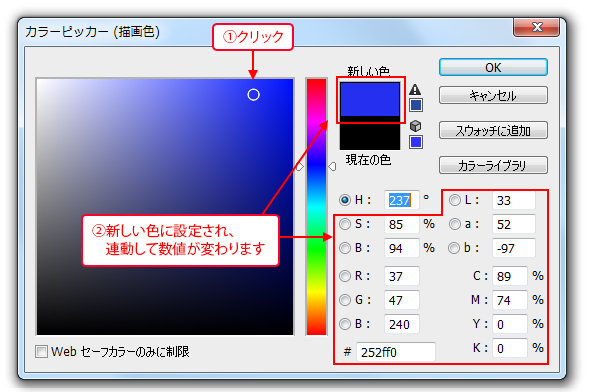 カラーピッカー (描画色)
①クリック
新しい色
現在の色
OK
キャンセル
スウォッチに追加
カラーライブラリ
②新しい色に設定され、
連動して数値が変わります
H : 237 °
S : 85 %
B : 94 %
R : 37
G : 47
B : 240
# 252ff0
L : 33
a : 52
b : -97
C : 89 %
M : 74 %
Y : 0 %
K : 0 %
Web セーフカラーのみに制限